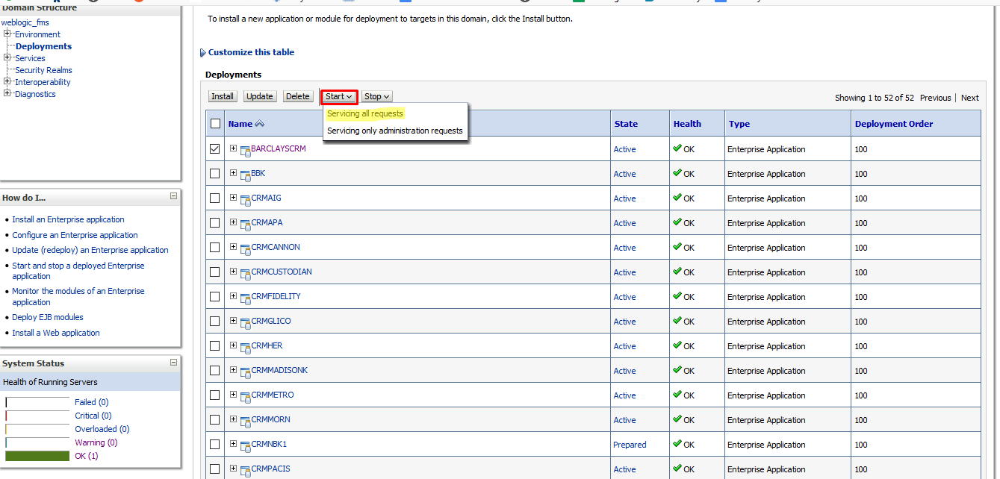 Domain Structure
weblogic_fms
Environment
Deployments
Services
Security Realms
Interoperability
Diagnostics
How do I...
Install an Enterprise application
Configure an Enterprise application
Update (redeploy) an Enterprise application
Start and stop a deployed Enterprise
application
Monitor the modules of an Enterprise
application
Deploy EJB modules
Install a Web application
System Status
Health of Running Servers
Failed (0)
Critical (0)
Overloaded (0)
Warning (0)
OK (1)
To install a new application or module for deployment to targets in this domain, click the Install button.
Customize this table
Deployments
Install Update Delete Start Stop Showing 1 to 52 of 52 Previous | Next
Servicing all requests
Servicing only administration requests
Name State Health Type Deployment Order
BARCLAYSCRM Active OK Enterprise Application 100
BBK Active OK Enterprise Application 100
CRMAIG Active OK Enterprise Application 100
CRMAPA Active OK Enterprise Application 100
CRMCANNON Active OK Enterprise Application 100
CRMCUSTODIAN Active OK Enterprise Application 100
CRMFIDELITY Active OK Enterprise Application 100
CRMGLICO Active OK Enterprise Application 100
CRMHER Active OK Enterprise Application 100
CRMMADISONK Active OK Enterprise Application 100
CRMMETRO Active OK Enterprise Application 100
CRMMORN Active OK Enterprise Application 100
CRMNBK1 Prepared OK Enterprise Application 100
CRMPACIS Active OK Enterprise Application 100